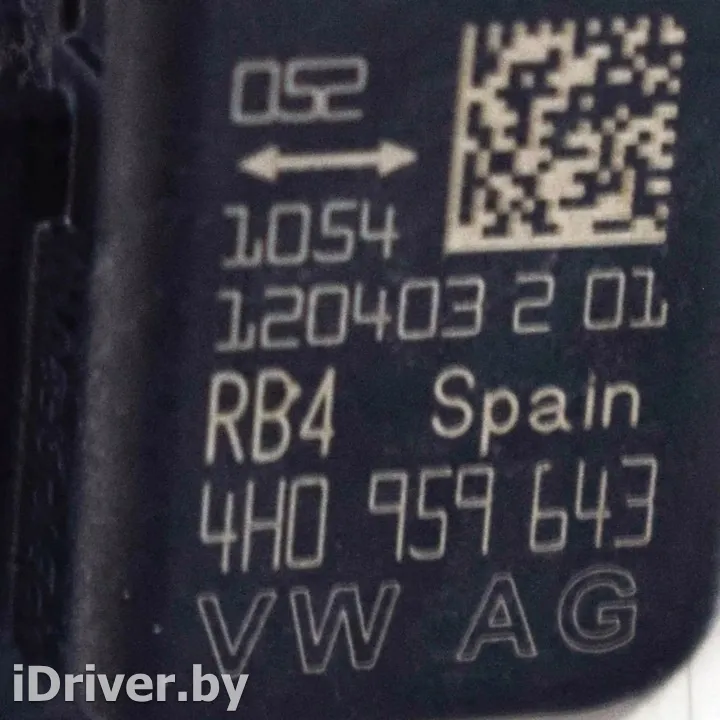 052
1054
120403 2 01
RB4 Spain
4H0 959 643
VW AG
iDriver.by